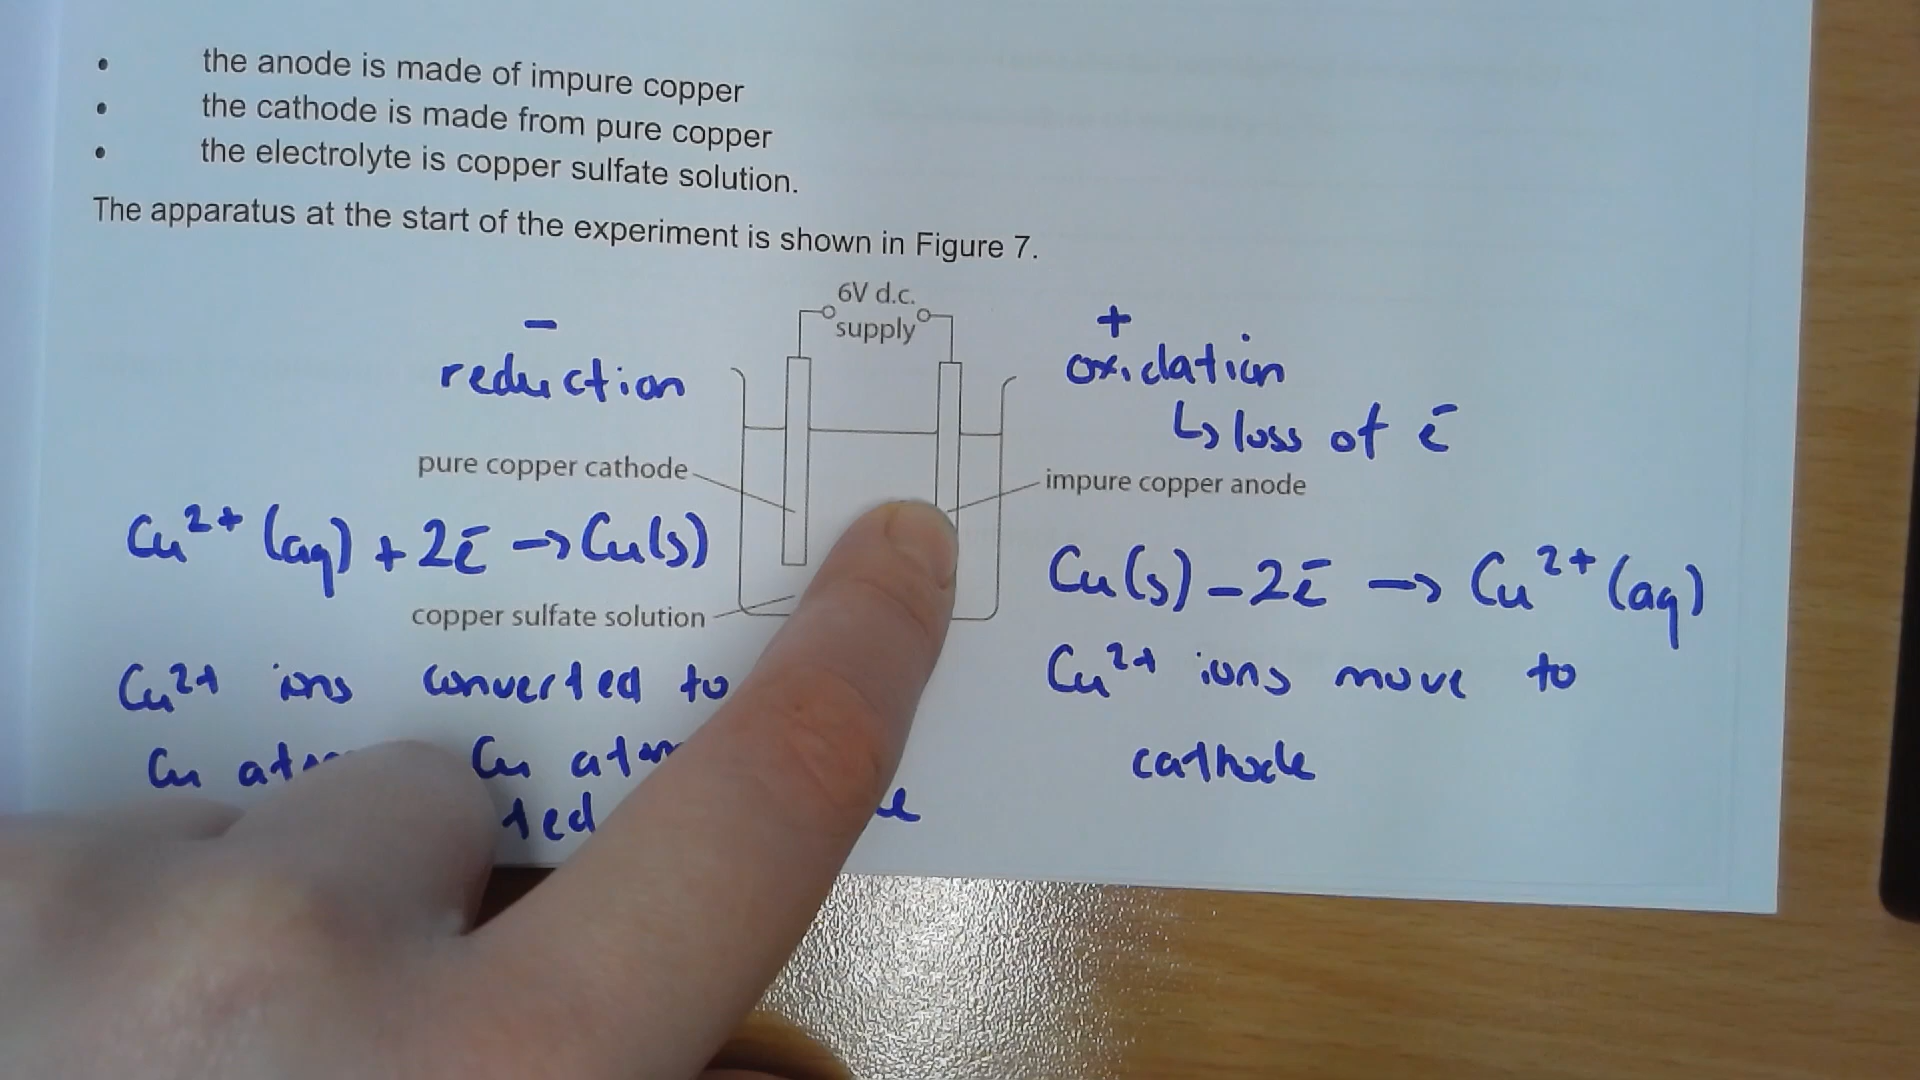 • the anode is made of impure copper
• the cathode is made from pure copper
• the electrolyte is copper sulfate solution.
The apparatus at the start of the experiment is shown in Figure 7.
6V d.c.
supply
−
reduction
+
oxidation
↳ loss of e⁻
pure copper cathode
impure copper anode
Cu²⁺ (aq) + 2e⁻ → Cu(s)
Cu(s) − 2e⁻ → Cu²⁺ (aq)
copper sulfate solution
Cu²⁺ ions converted to
Cu Cu
Cu²⁺ ions move to
cathode